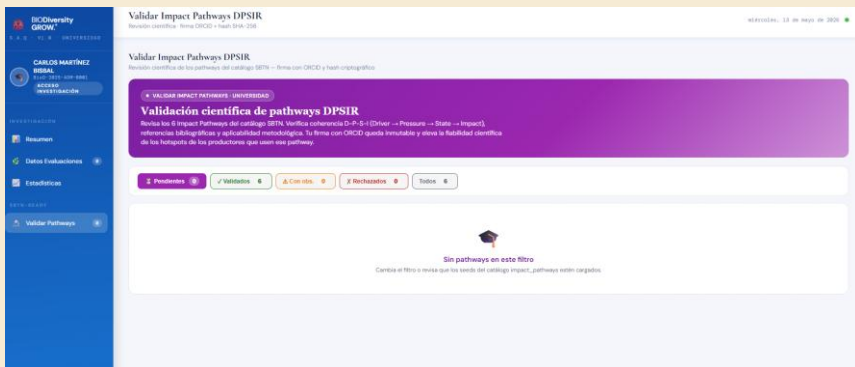 BIODiversity
GROW.
CARLOS MARTÍNEZ
BISBAL
ACCESO
INVESTIGACIÓN
INVESTIGACIÓN
Resumen
Datos Evaluaciones 0
Estadísticas
Validar Pathways 0
Validar Impact Pathways DPSIR
Revisión científica · firma ORCID + hash SHA-256
miércoles, 13 de mayo de 2026
Validar Impact Pathways DPSIR
Revisión científica de los pathways del catálogo SBTN — firma con ORCID y hash criptográfico
VALIDAR IMPACT PATHWAYS · UNIVERSIDAD
Validación científica de pathways DPSIR
Revisa los 6 Impact Pathways del catálogo SBTN. Verifica coherencia D-P-S-I (Driver → Pressure → State → Impact),
referencias bibliográficas y aplicabilidad metodológica. Tu firma con ORCID queda inmutable y eleva la fiabilidad científica
de los hotspots de los productores que usen ese pathway.
Pendientes 0
✓ Validados 6
⚠ Con obs. 0
✗ Rechazados 0
Todos 6
Sin pathways en este filtro
Cambia el filtro o revisa que los seeds del catálogo impact_pathways estén cargados.